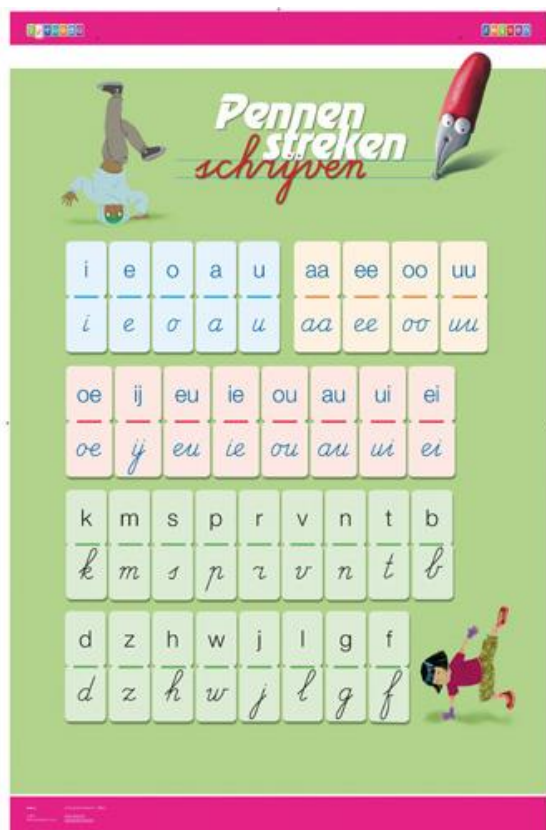 Pennen
streken
schrijven
i e o a u aa ee oo uu
i e o a u aa ee oo uu
oe ij eu ie ou au ui ei
oe ij eu ie ou au ui ei
k m s p r v n t b
k m s p r v n t b
d z h w j l g f
d z h w j l g f